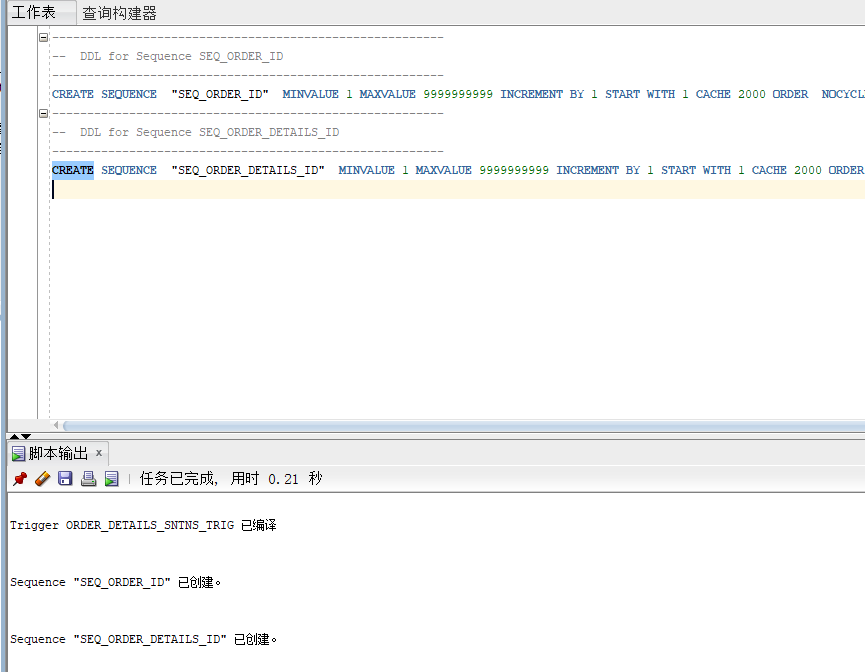 工作表 查询构建器
----------------------------------------------------------
-- DDL for Sequence SEQ_ORDER_ID
----------------------------------------------------------
CREATE SEQUENCE "SEQ_ORDER_ID" MINVALUE 1 MAXVALUE 9999999999 INCREMENT BY 1 START WITH 1 CACHE 2000 ORDER NOCYCL
----------------------------------------------------------
-- DDL for Sequence SEQ_ORDER_DETAILS_ID
----------------------------------------------------------
CREATE SEQUENCE "SEQ_ORDER_DETAILS_ID" MINVALUE 1 MAXVALUE 9999999999 INCREMENT BY 1 START WITH 1 CACHE 2000 ORDER
脚本输出 x
任务已完成, 用时 0.21 秒
Trigger ORDER_DETAILS_SNTNS_TRIG 已编译
Sequence "SEQ_ORDER_ID" 已创建。
Sequence "SEQ_ORDER_DETAILS_ID" 已创建。